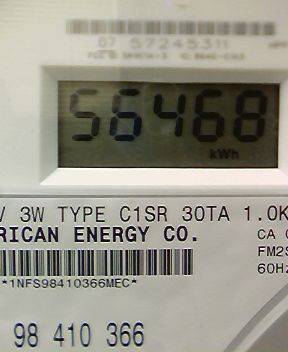 07 57245311
56468
kWh
V 3W TYPE C1SR 30TA 1.0K
RICAN ENERGY CO.
CA
FM2S
60Hz
*1NFS98410366MEC*
98 410 366